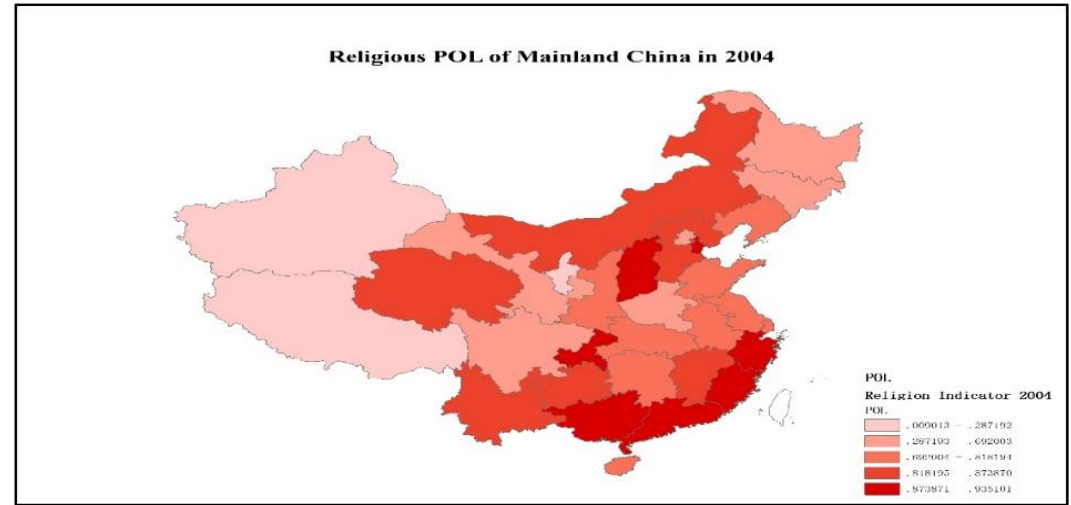 Religious POL of Mainland China in 2004
POL
Religion Indicator 2004
POL
.009013 - .287192
.287193 .692003
.692004 - .818194
.818195 .873870
.873871 .935101